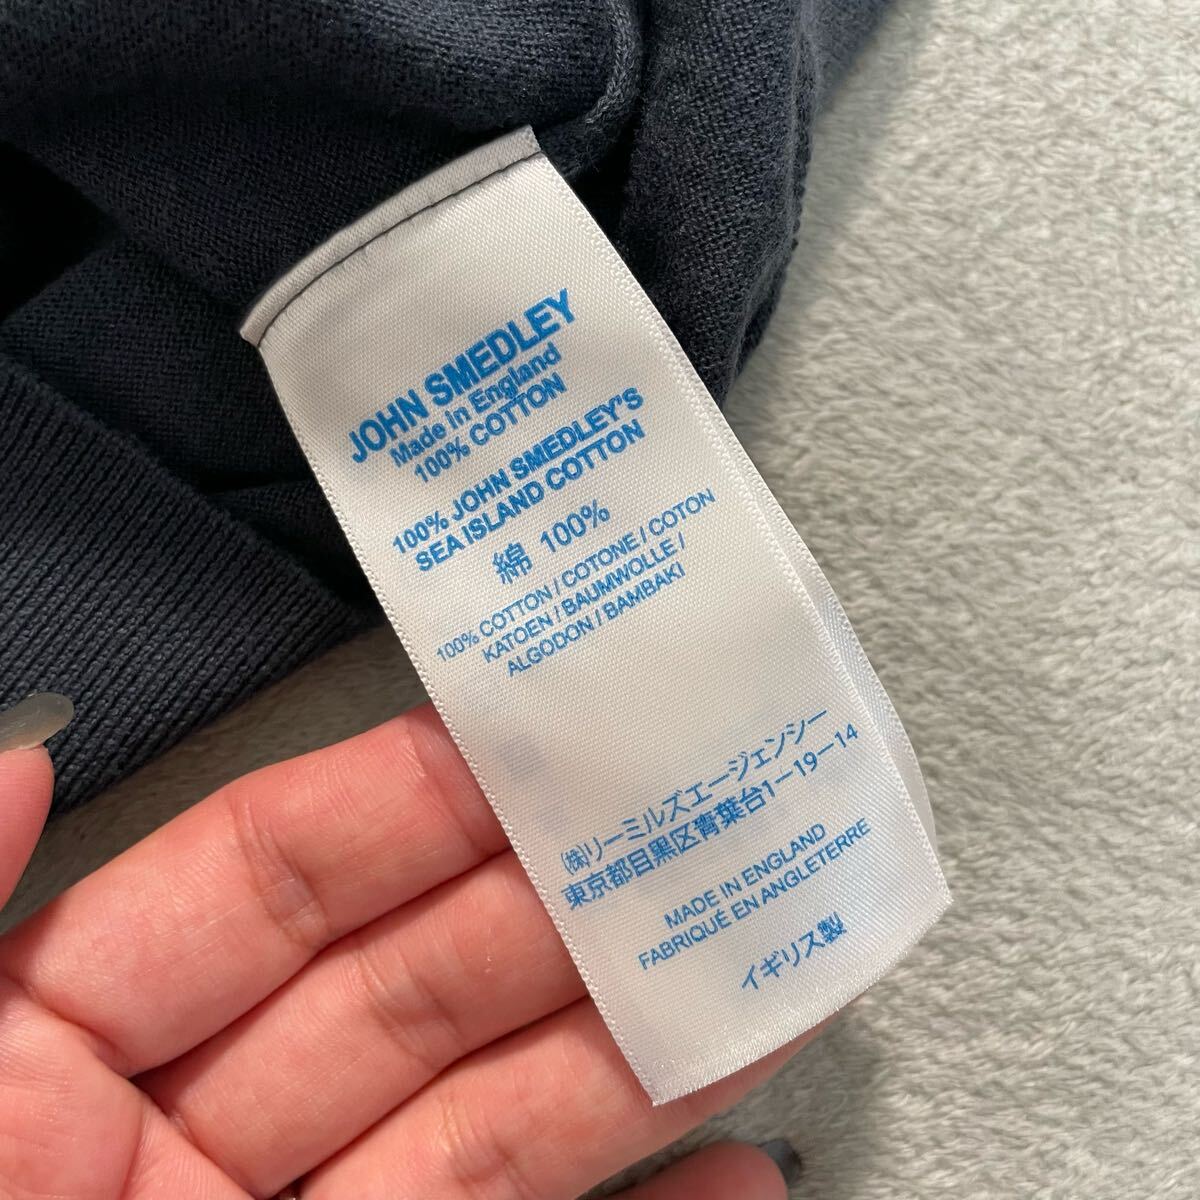 JOHN SMEDLEY
Made in England
100% COTTON
100% JOHN SMEDLEY'S
SEA ISLAND COTTON
綿 100%
100% COTTON / COTONE / COTON
KATOEN / BAUMWOLLE /
ALGODON / BAMBAKI
㈱リーミルズエージェンシー
東京都目黒区青葉台1-19-14
MADE IN ENGLAND
FABRIQUÉ EN ANGLETERRE
イギリス製